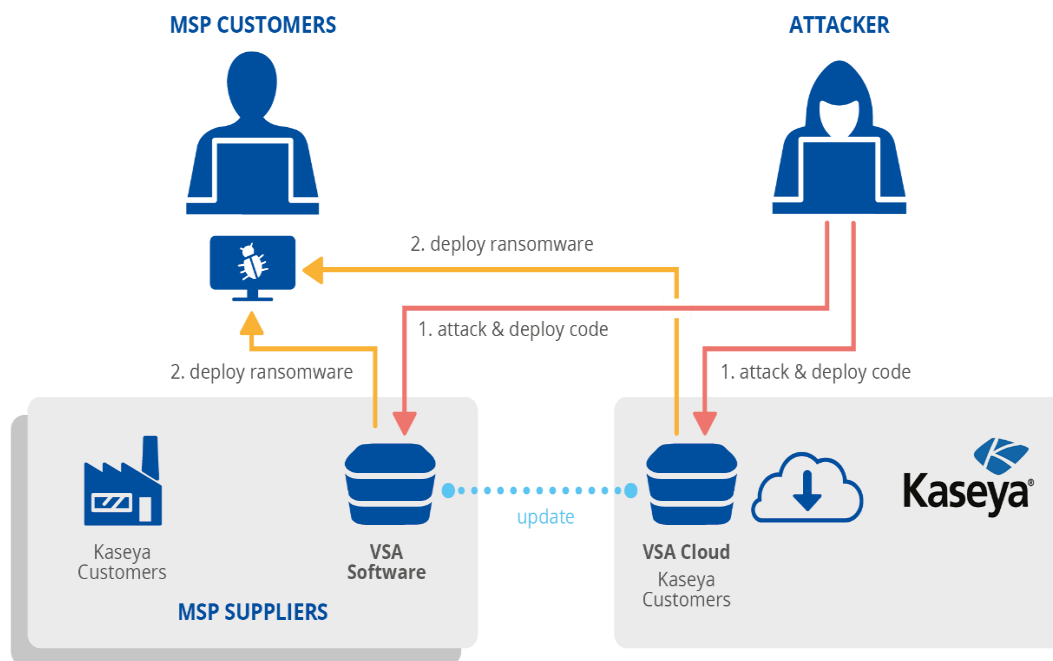 MSP CUSTOMERS
ATTACKER
2. deploy ransomware
1. attack & deploy code
2. deploy ransomware
1. attack & deploy code
Kaseya®
update
Kaseya
Customers
VSA
Software
VSA Cloud
Kaseya
Customers
MSP SUPPLIERS